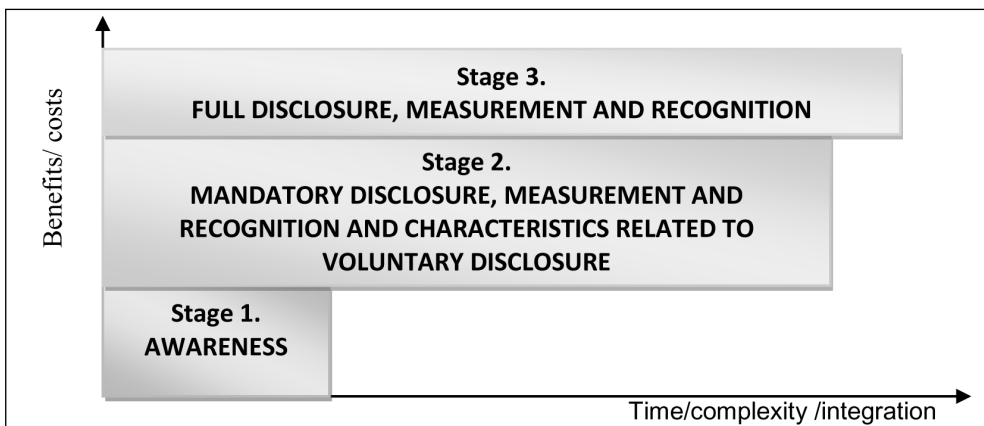 Benefits/ costs
Stage 3.
FULL DISCLOSURE, MEASUREMENT AND RECOGNITION
Stage 2.
MANDATORY DISCLOSURE, MEASUREMENT AND
RECOGNITION AND CHARACTERISTICS RELATED TO
VOLUNTARY DISCLOSURE
Stage 1.
AWARENESS
Time/complexity /integration